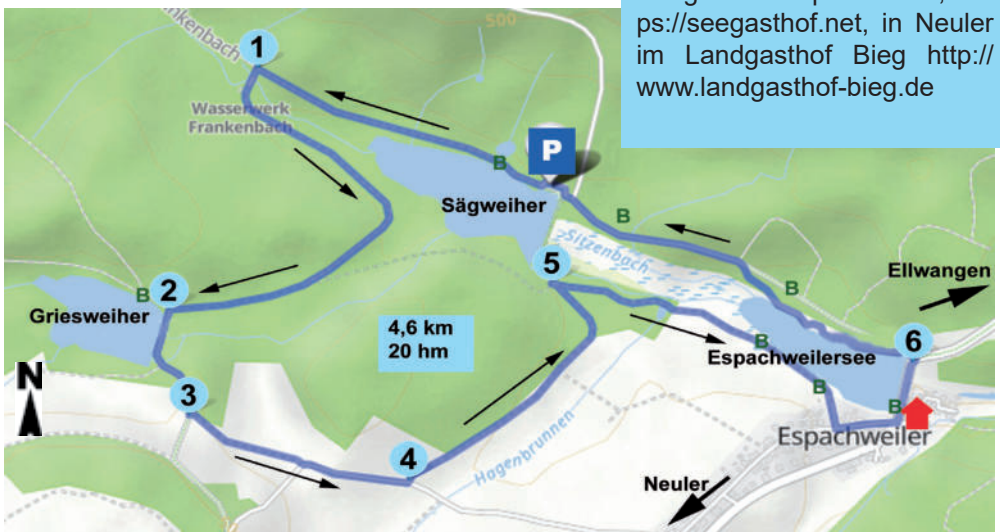 ps://seegasthof.net, in Neuler
im Landgasthof Bieg http://
www.landgasthof-bieg.de
500
Frankenbach
1
Wasserwerk
Frankenbach
P
B
Sägweiher
B
Sitzenbach
5
B
Ellwangen
B
2
Griesweiher
4,6 km
20 hm
B
Espachweilersee
6
N
3
B
B
Espachweiler
4
Hagenbrunnen
Neuler